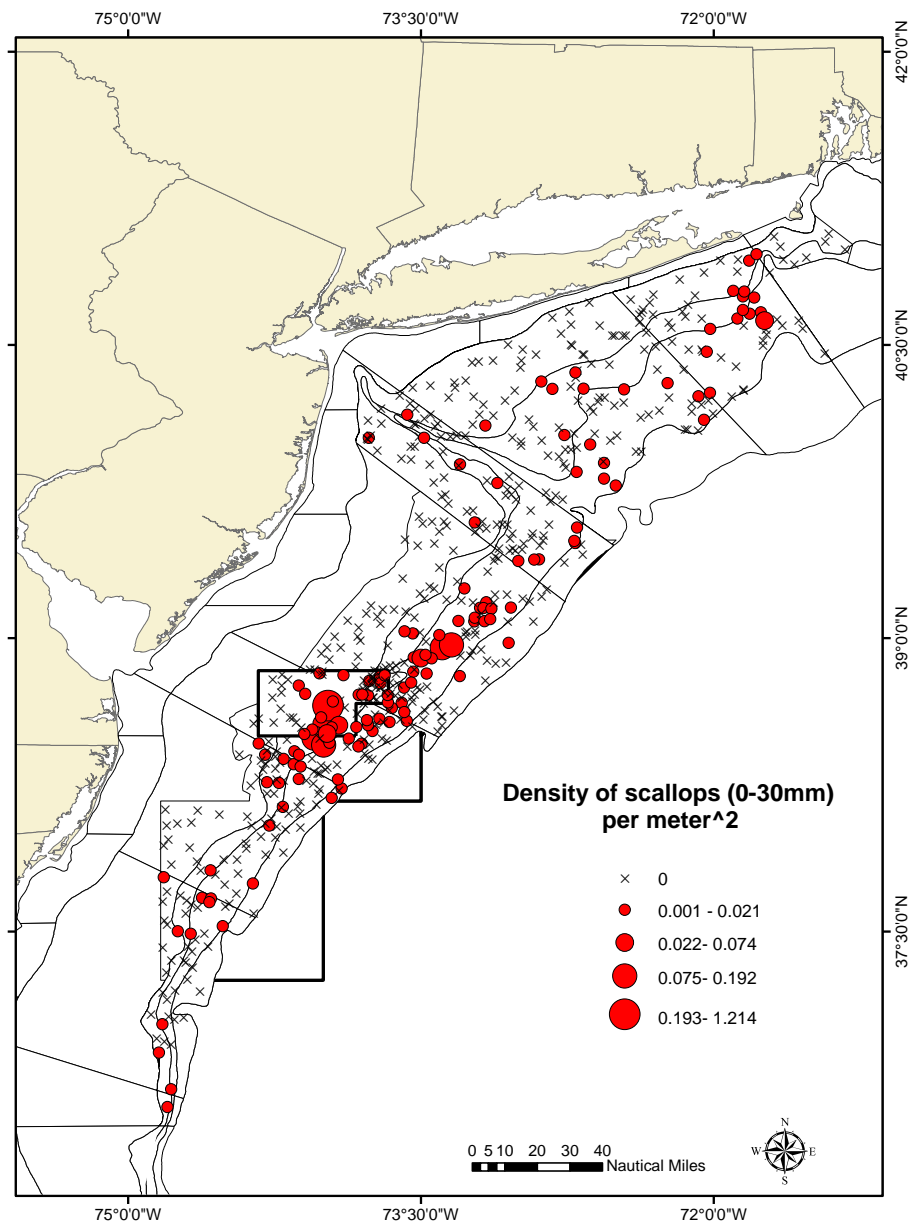 75°0'0"W 73°30'0"W 72°0'0"W
42°0'0"N
40°30'0"N
39°0'0"N
37°30'0"N
Density of scallops (0-30mm)
per meter^2
0
0.001 - 0.021
0.022- 0.074
0.075- 0.192
0.193- 1.214
0 5 10 20 30 40
Nautical Miles
N
W E
S
75°0'0"W 73°30'0"W 72°0'0"W